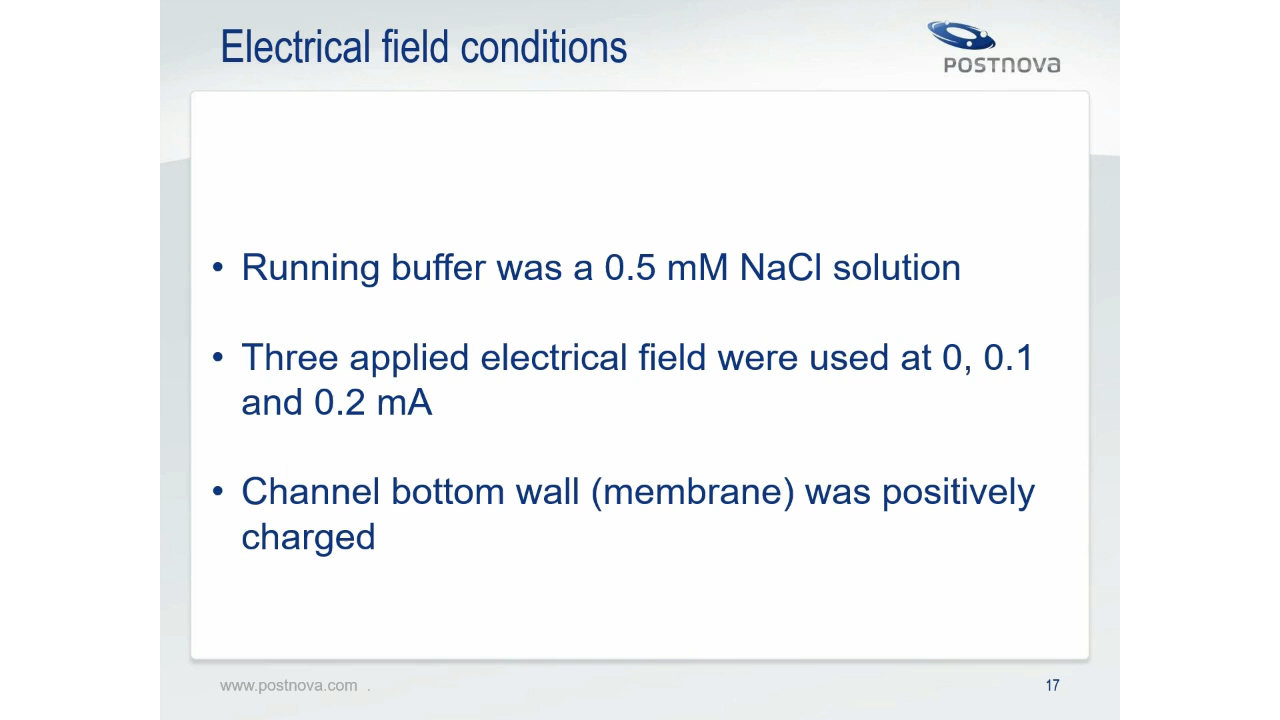 Electrical field conditions
postnova
• Running buffer was a 0.5 mM NaCl solution
• Three applied electrical field were used at 0, 0.1
and 0.2 mA
• Channel bottom wall (membrane) was positively
charged
www.postnova.com .
17